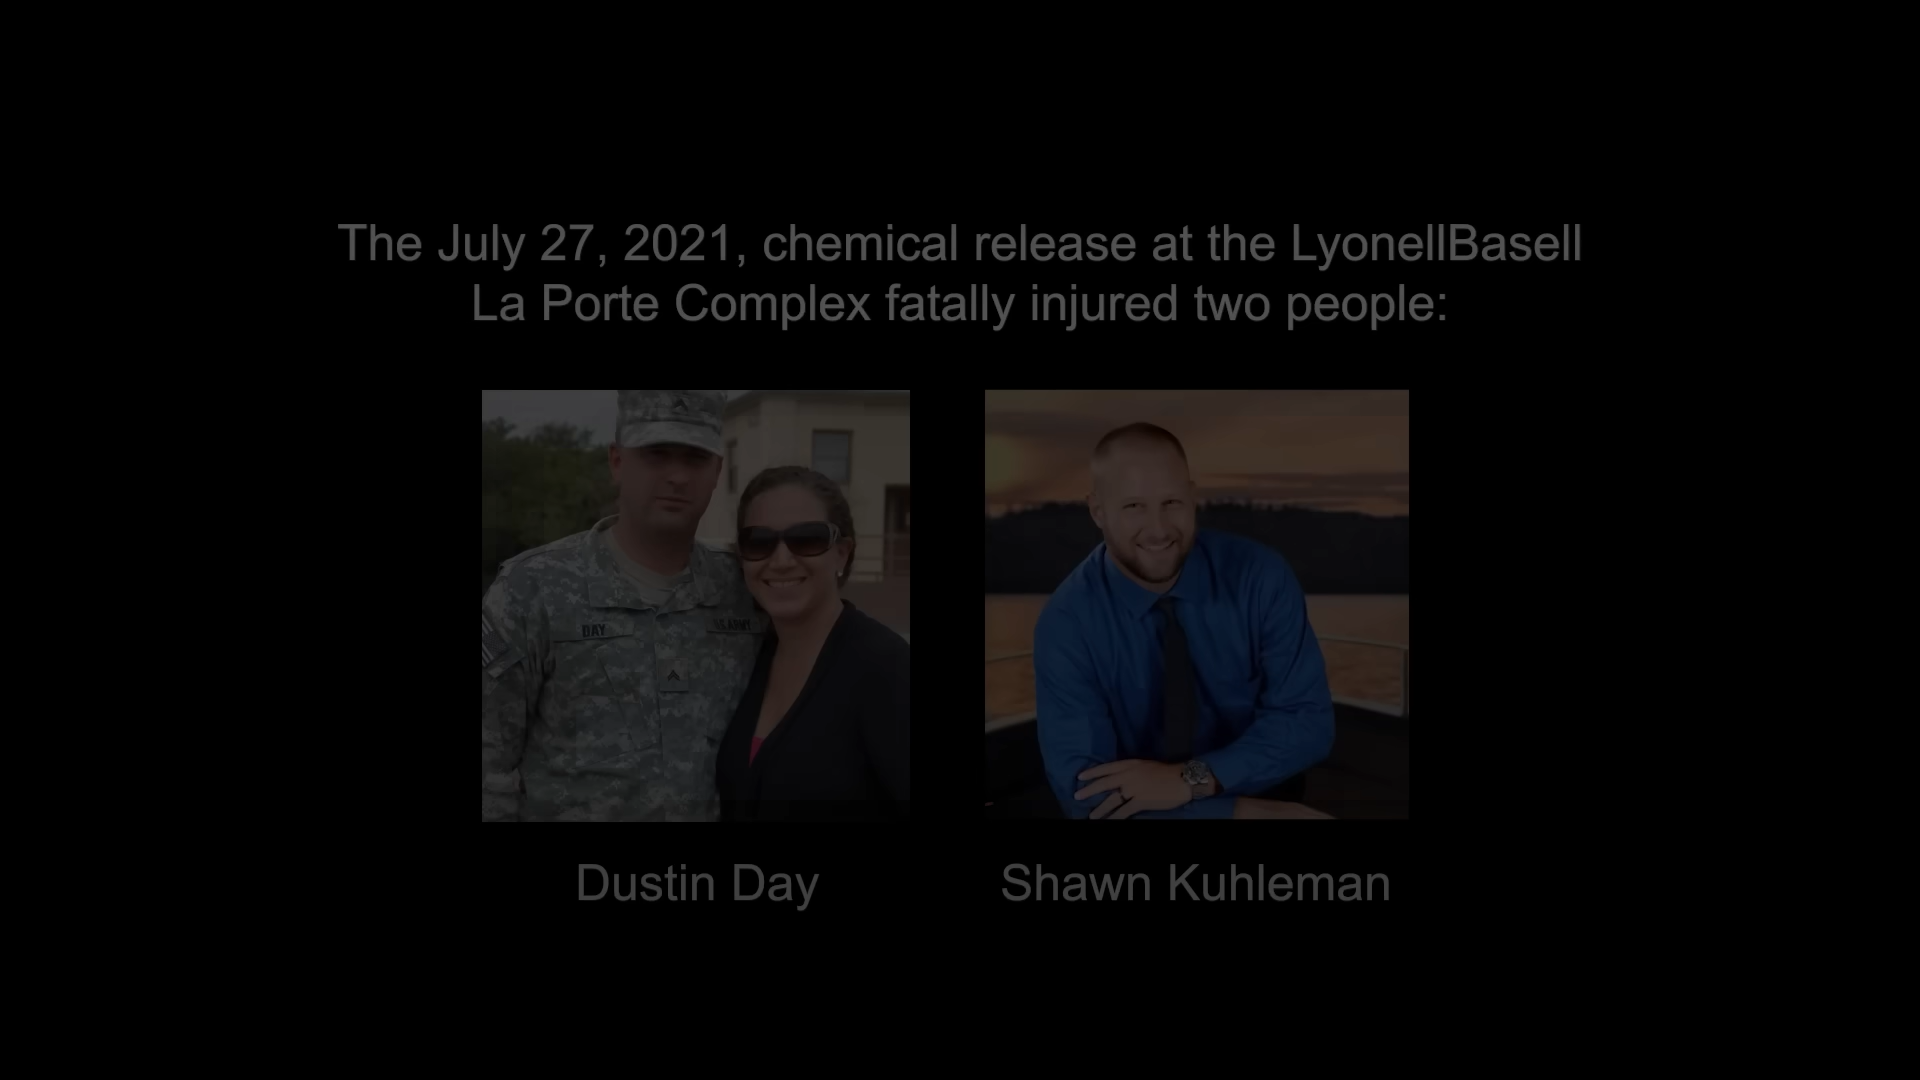 The July 27, 2021, chemical release at the LyonellBasell
La Porte Complex fatally injured two people:
DAY
U.S. ARMY
Dustin Day
Shawn Kuhleman